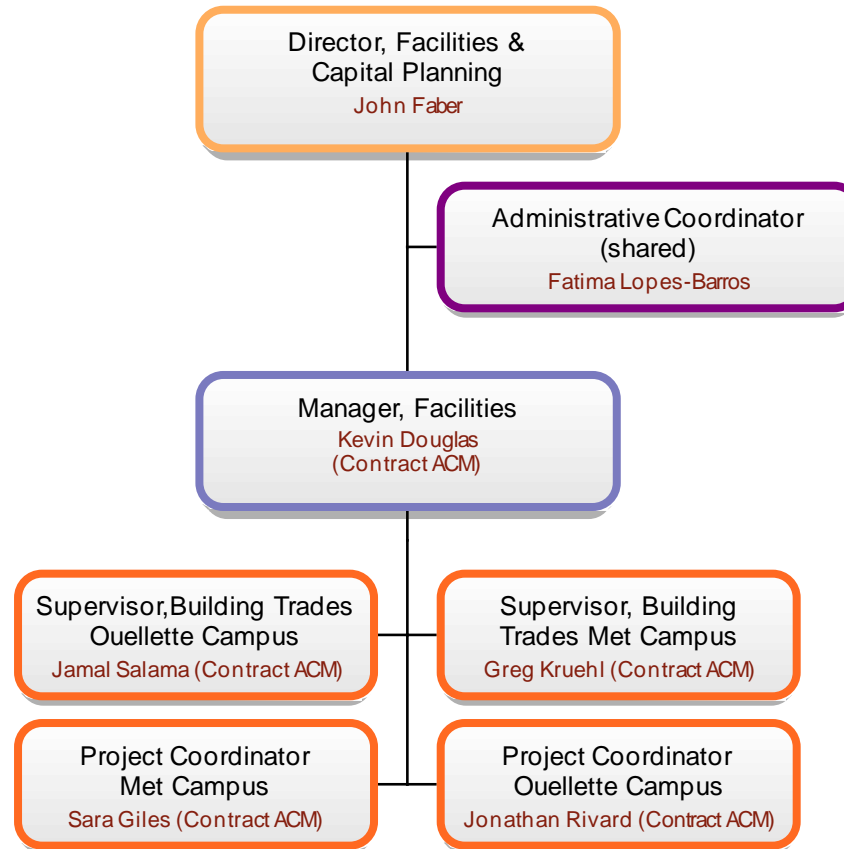 Director, Facilities &
Capital Planning
John Faber
Administrative Coordinator
(shared)
Fatima Lopes-Barros
Manager, Facilities
Kevin Douglas
(Contract ACM)
Supervisor,Building Trades
Ouellette Campus
Jamal Salama (Contract ACM)
Supervisor, Building
Trades Met Campus
Greg Kruehl (Contract ACM)
Project Coordinator
Met Campus
Sara Giles (Contract ACM)
Project Coordinator
Ouellette Campus
Jonathan Rivard (Contract ACM)